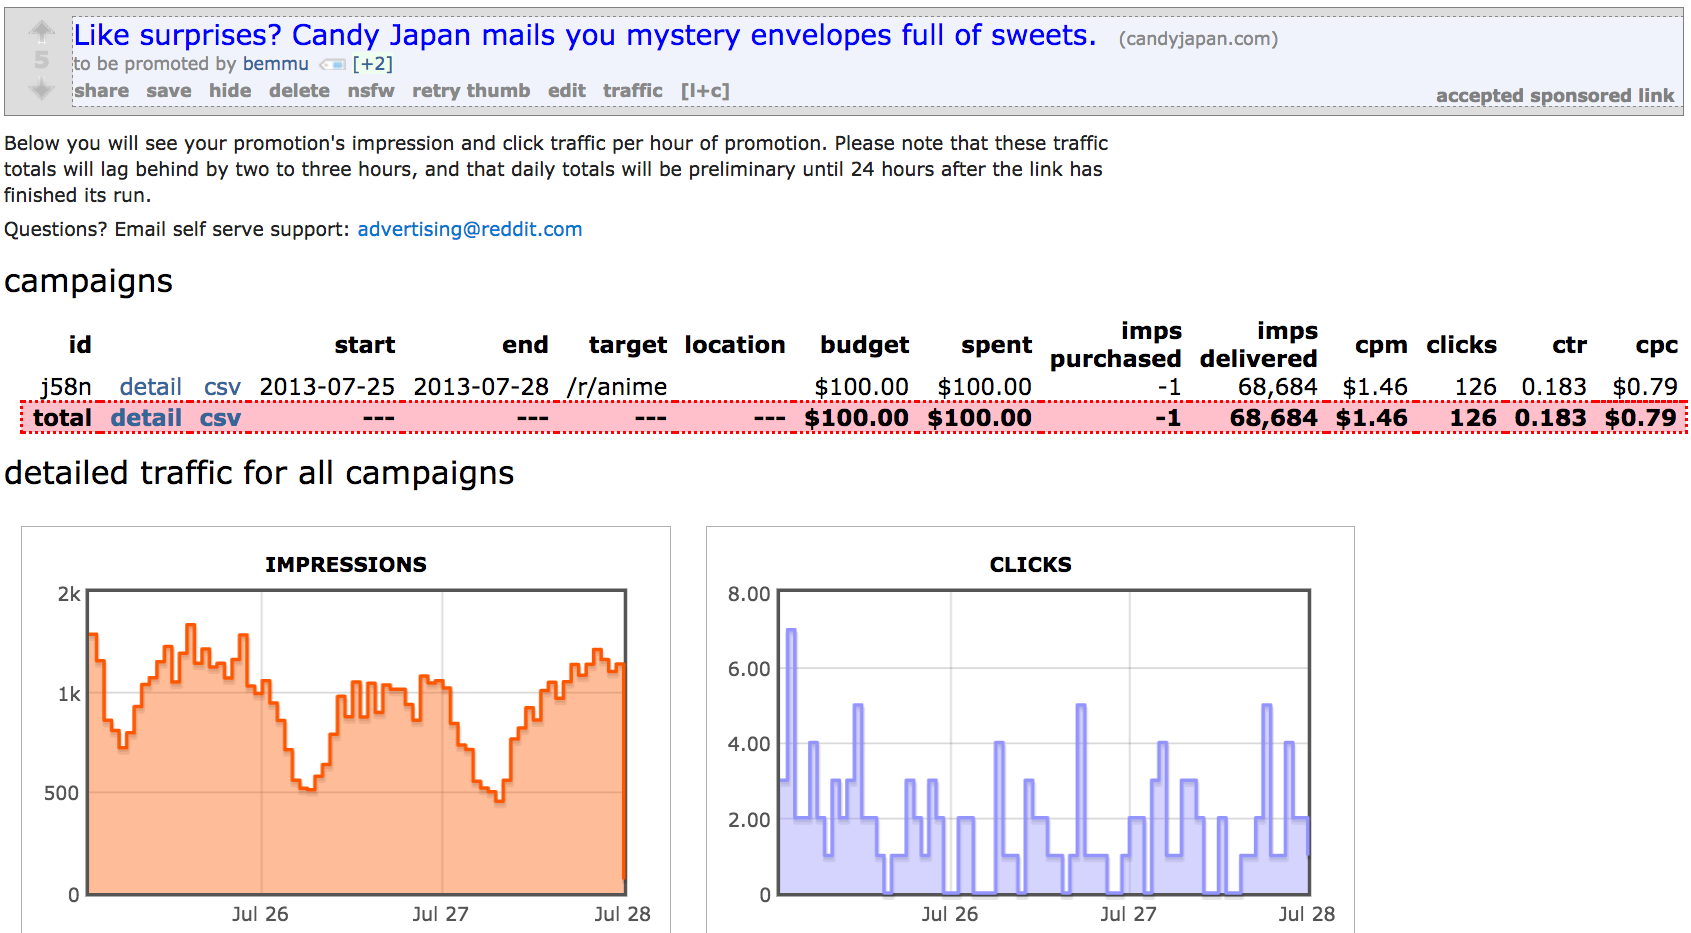 Like surprises? Candy Japan mails you mystery envelopes full of sweets. (candyjapan.com)
5
to be promoted by bemmu [+2]
share save hide delete nsfw retry thumb edit traffic [l+c]
accepted sponsored link
Below you will see your promotion's impression and click traffic per hour of promotion. Please note that these traffic
totals will lag behind by two to three hours, and that daily totals will be preliminary until 24 hours after the link has
finished its run.
Questions? Email self serve support: advertising@reddit.com
campaigns
id start end target location budget spent imps purchased imps delivered cpm clicks ctr cpc
j58n detail csv 2013-07-25 2013-07-28 /r/anime $100.00 $100.00 -1 68,684 $1.46 126 0.183 $0.79
total detail csv --- --- --- --- $100.00 $100.00 -1 68,684 $1.46 126 0.183 $0.79
detailed traffic for all campaigns
IMPRESSIONS
2k
1k
500
0
Jul 26 Jul 27 Jul 28
CLICKS
8.00
6.00
4.00
2.00
0
Jul 26 Jul 27 Jul 28